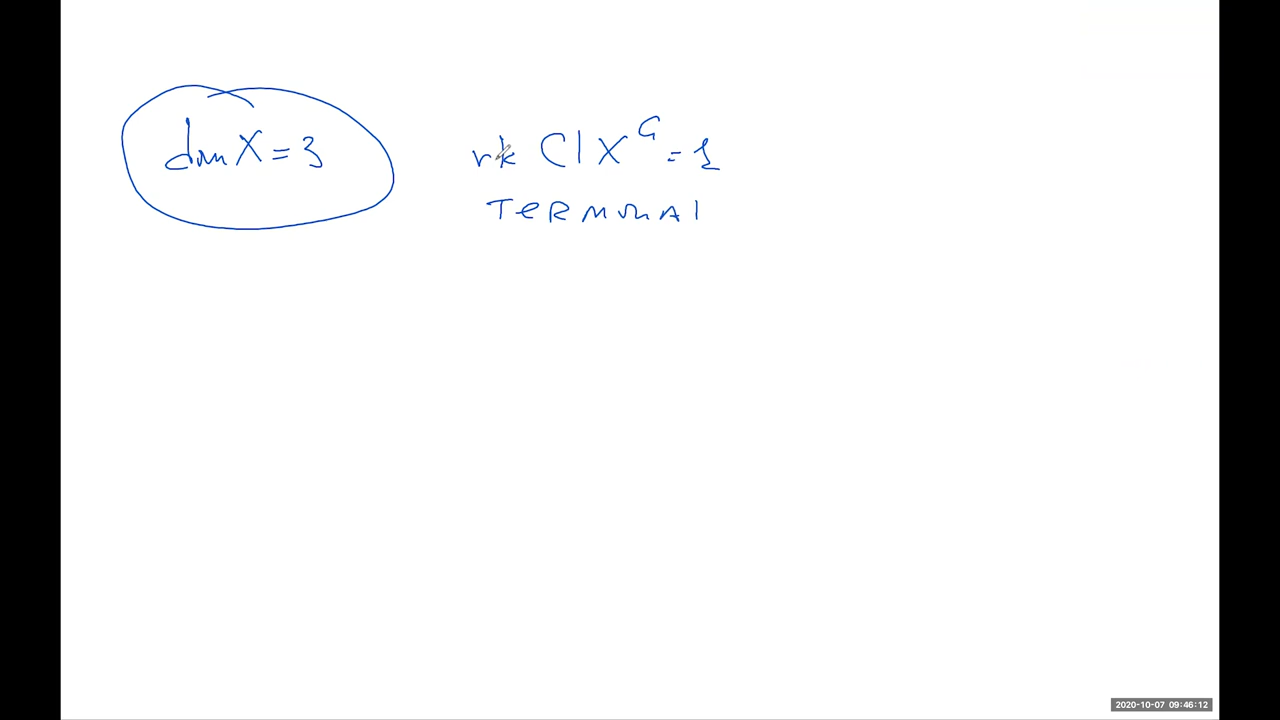 dim X = 3
rk Cl X^G = 1
TERMINAL
2020-10-07 09:46:12